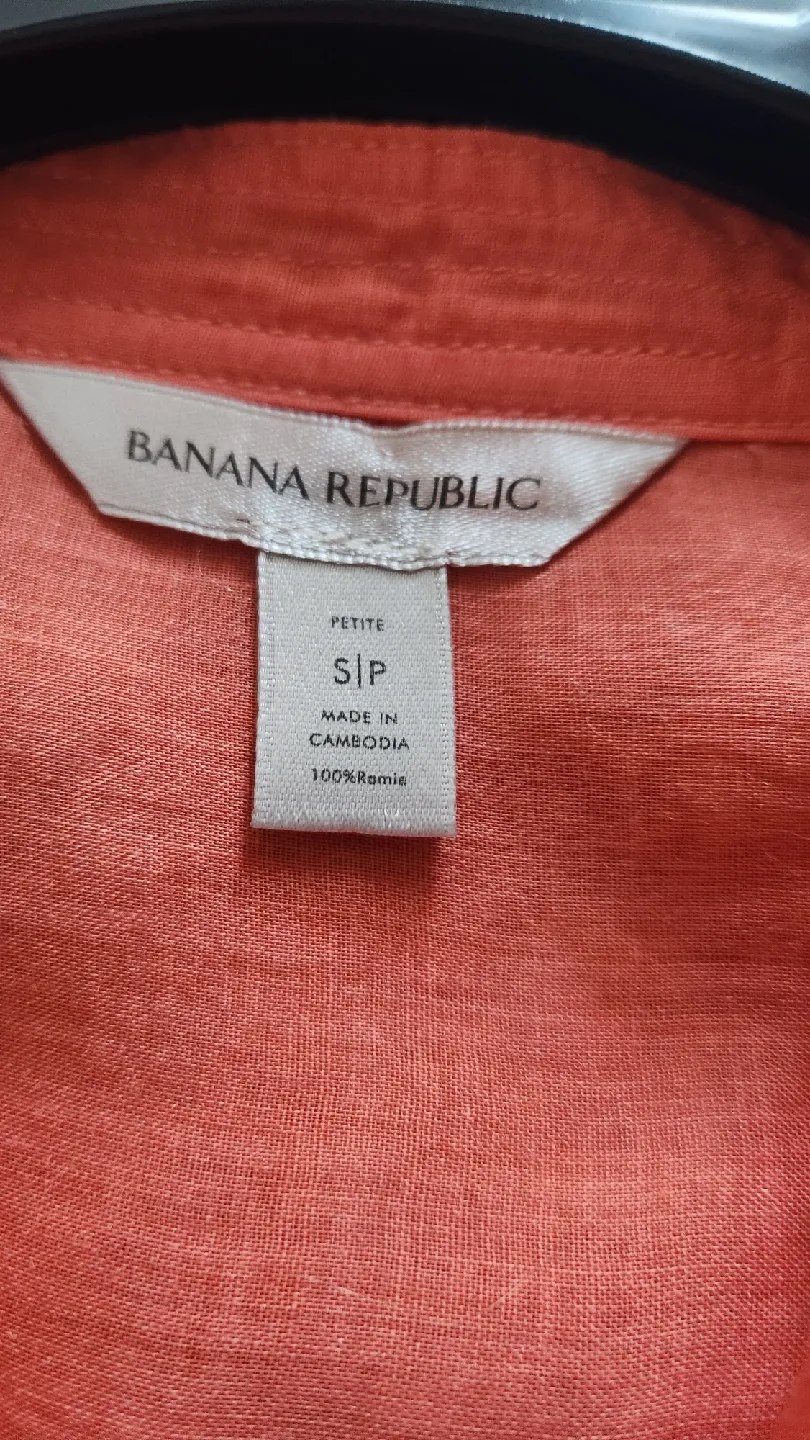 BANANA REPUBLIC
PETITE
S|P
MADE IN
CAMBODIA
100%Ramie